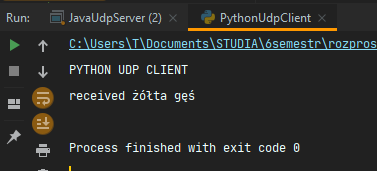 Run: JavaUdpServer (2) × PythonUdpClient ×
C:\Users\T\Documents\STUDIA\6semestr\rozpros
PYTHON UDP CLIENT
received żółta gęś
Process finished with exit code 0